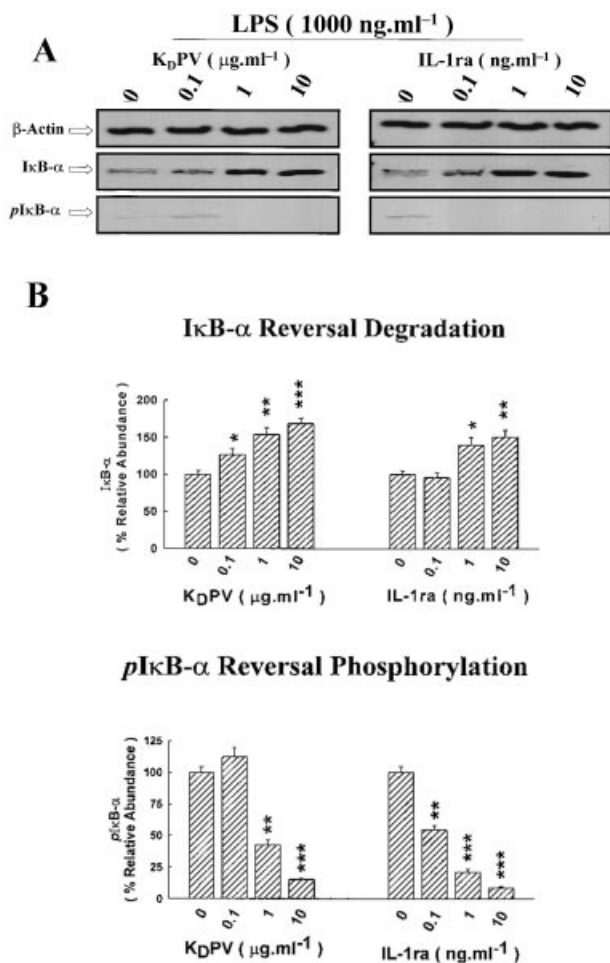 LPS ( 1000 ng.ml⁻¹ )
A
K_DPV ( μg.ml⁻¹ )
IL-1ra ( ng.ml⁻¹ )
0 0.1 1 10
0 0.1 1 10
β-Actin
IκB-α
pIκB-α
B
IκB-α Reversal Degradation
IκB-α
( % Relative Abundance )
200
150
100
50
0
* ** ***
* **
0 0.1 1 10
0 0.1 1 10
K_DPV ( μg.ml⁻¹ )
IL-1ra ( ng.ml⁻¹ )
pIκB-α Reversal Phosphorylation
pIκB-α
( % Relative Abundance )
125
100
75
50
25
0
** ***
** *** ***
0 0.1 1 10
0 0.1 1 10
K_DPV ( μg.ml⁻¹ )
IL-1ra ( ng.ml⁻¹ )